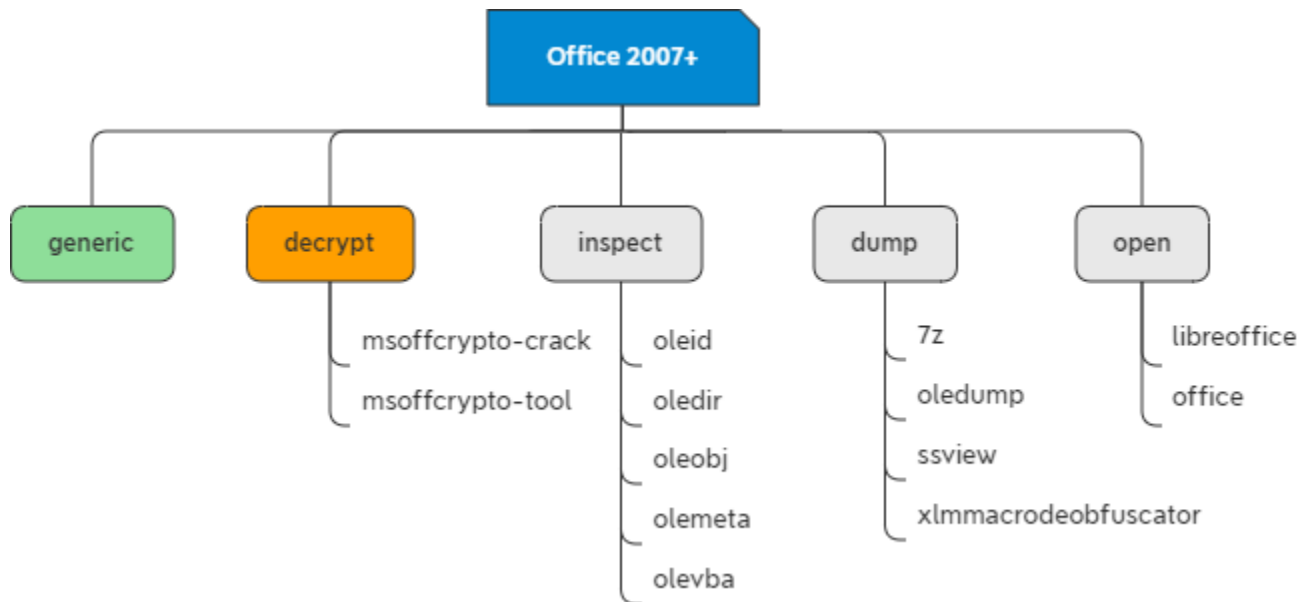 Office 2007+
generic
decrypt
inspect
dump
open
msoffcrypto-crack
msoffcrypto-tool
oleid
oledir
oleobj
olemeta
olevba
7z
oledump
ssview
xlmmacrodeobfuscator
libreoffice
office